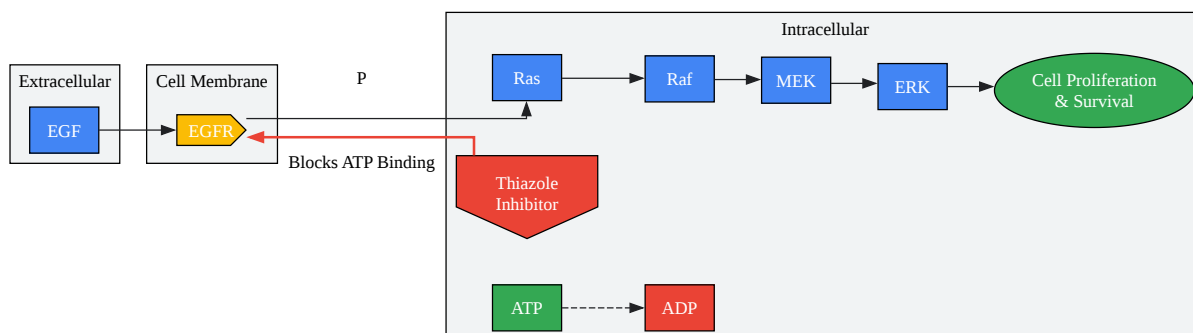 Intracellular
Extracellular
Cell Membrane
P
EGF
EGFR
Ras
Raf
MEK
ERK
Cell Proliferation
& Survival
Blocks ATP Binding
Thiazole
Inhibitor
ATP
ADP